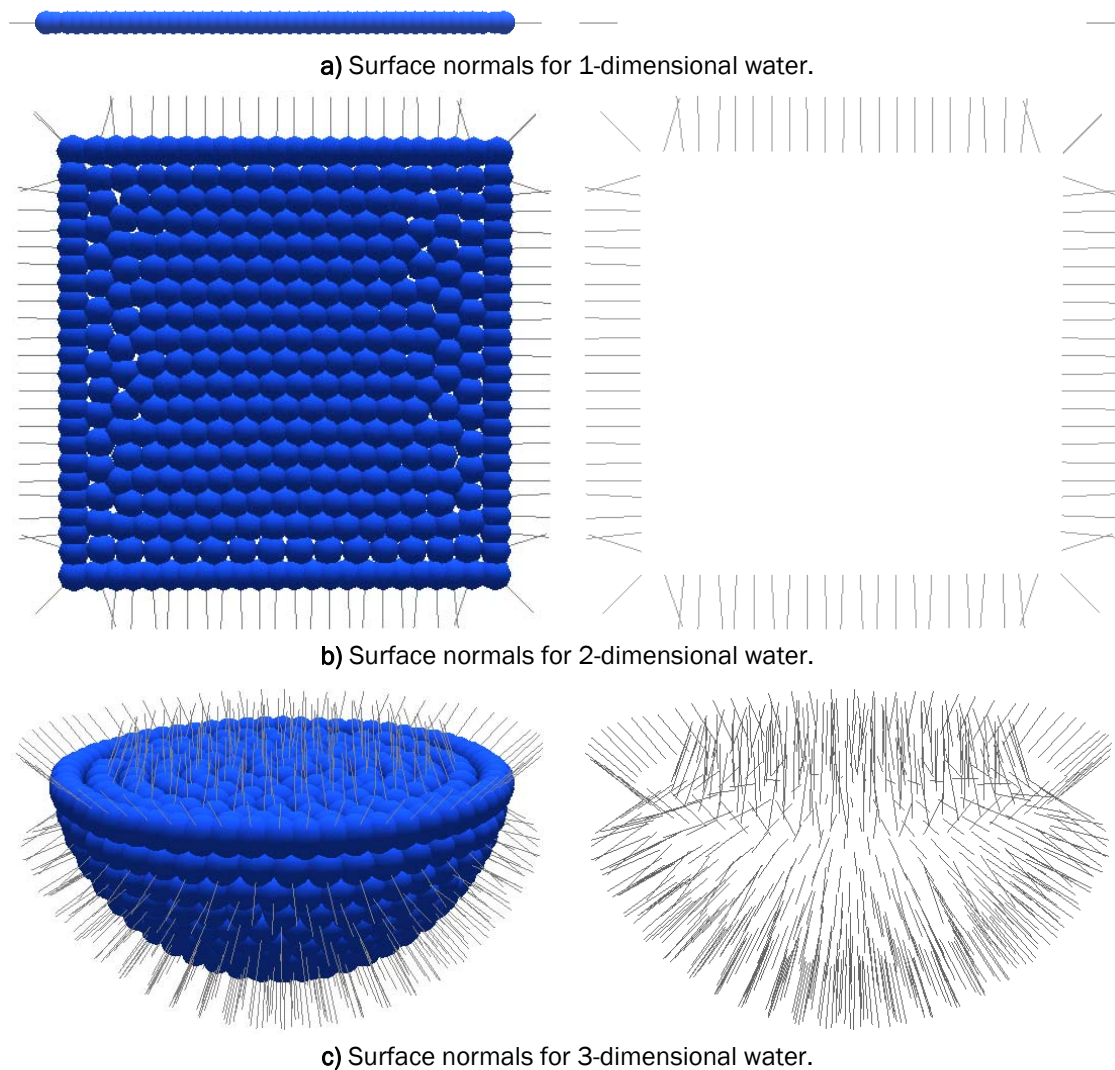 a) Surface normals for 1-dimensional water.
b) Surface normals for 2-dimensional water.
c) Surface normals for 3-dimensional water.